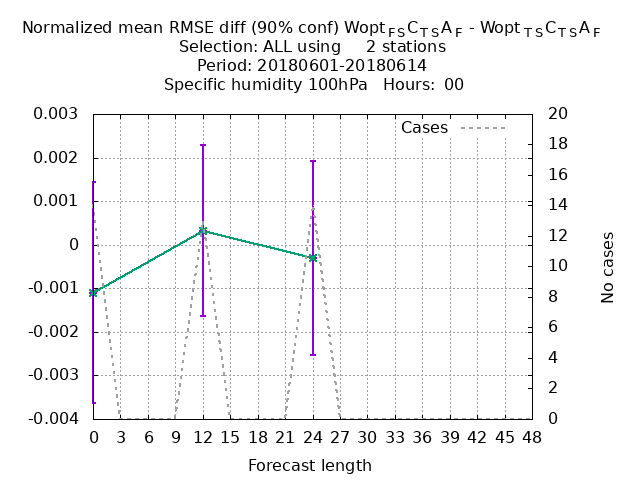 Normalized mean RMSE diff (90% conf) Wopt FS C TS A F - Wopt TS C TS A F
Selection: ALL using     2 stations
Period: 20180601-20180614
Specific humidity 100hPa   Hours:  00
Cases
0.003
0.002
0.001
0
-0.001
-0.002
-0.003
-0.004
20
18
16
14
12
10
8
6
4
2
0
No cases
0 3 6 9 12 15 18 21 24 27 30 33 36 39 42 45 48
Forecast length